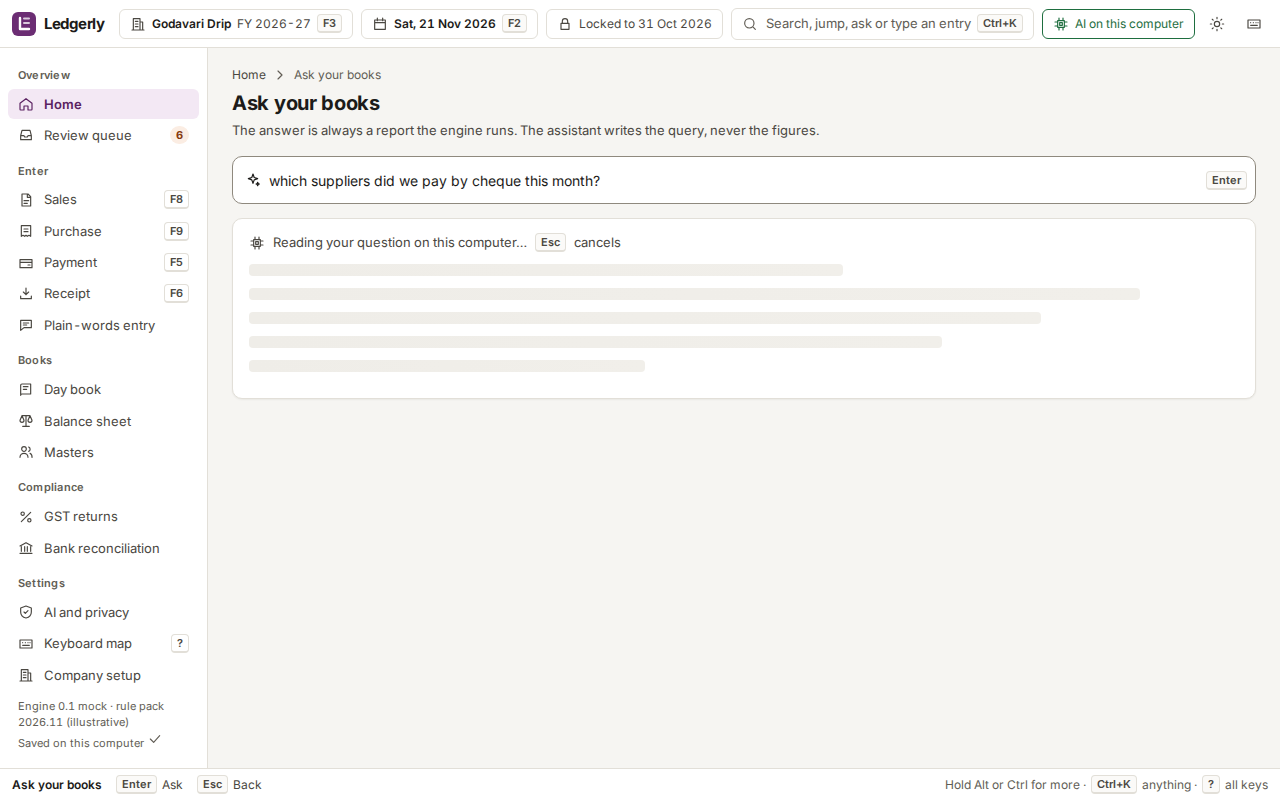 Ledgerly
Godavari Drip FY 2026-27 F3
Sat, 21 Nov 2026 F2
Locked to 31 Oct 2026
Search, jump, ask or type an entry Ctrl+K
AI on this computer
Overview
Home
Review queue 6
Enter
Sales F8
Purchase F9
Payment F5
Receipt F6
Plain-words entry
Books
Day book
Balance sheet
Masters
Compliance
GST returns
Bank reconciliation
Settings
AI and privacy
Keyboard map ?
Company setup
Engine 0.1 mock · rule pack
2026.11 (illustrative)
Saved on this computer
Home Ask your books
Ask your books
The answer is always a report the engine runs. The assistant writes the query, never the figures.
which suppliers did we pay by cheque this month? Enter
Reading your question on this computer... Esc cancels
Ask your books Enter Ask Esc Back
Hold Alt or Ctrl for more · Ctrl+K anything · ? all keys